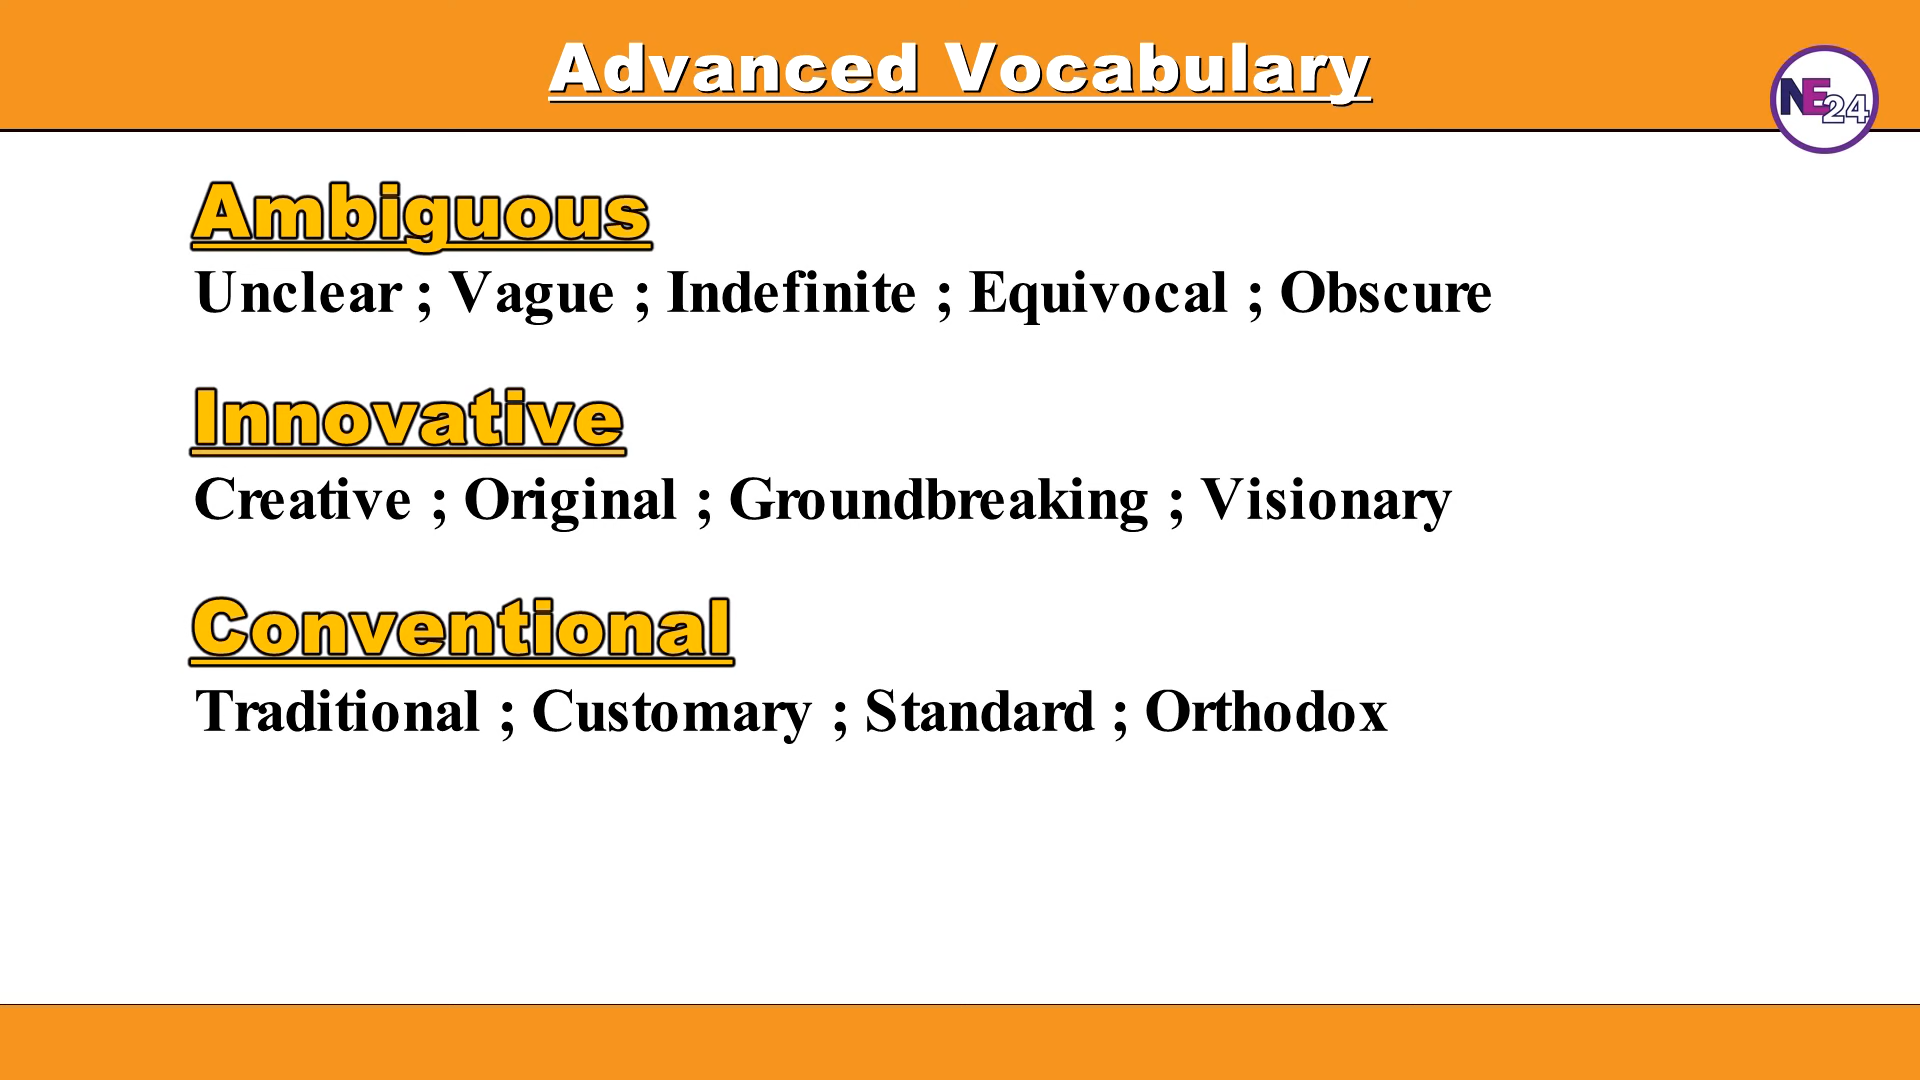 Advanced Vocabulary
NE24
Ambiguous
Unclear ; Vague ; Indefinite ; Equivocal ; Obscure
Innovative
Creative ; Original ; Groundbreaking ; Visionary
Conventional
Traditional ; Customary ; Standard ; Orthodox